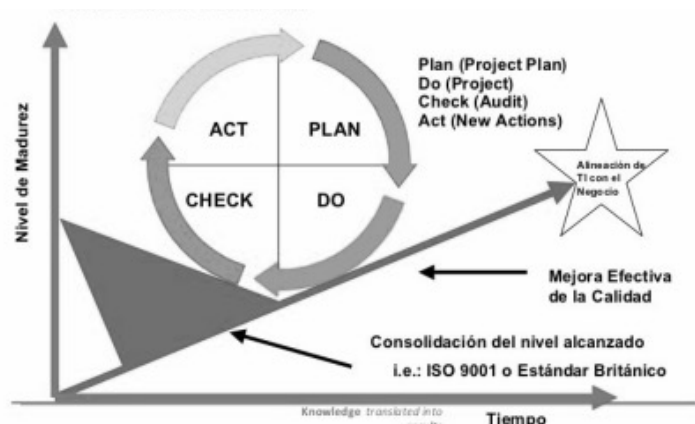 Nivel de Madurez
ACT
PLAN
CHECK
DO
Plan (Project Plan)
Do (Project)
Check (Audit)
Act (New Actions)
Alineación de
TI con el
Negocio
Mejora Efectiva
de la Calidad
Consolidación del nivel alcanzado
i.e.: ISO 9001 o Estándar Británico
Knowledge translated into
Tiempo